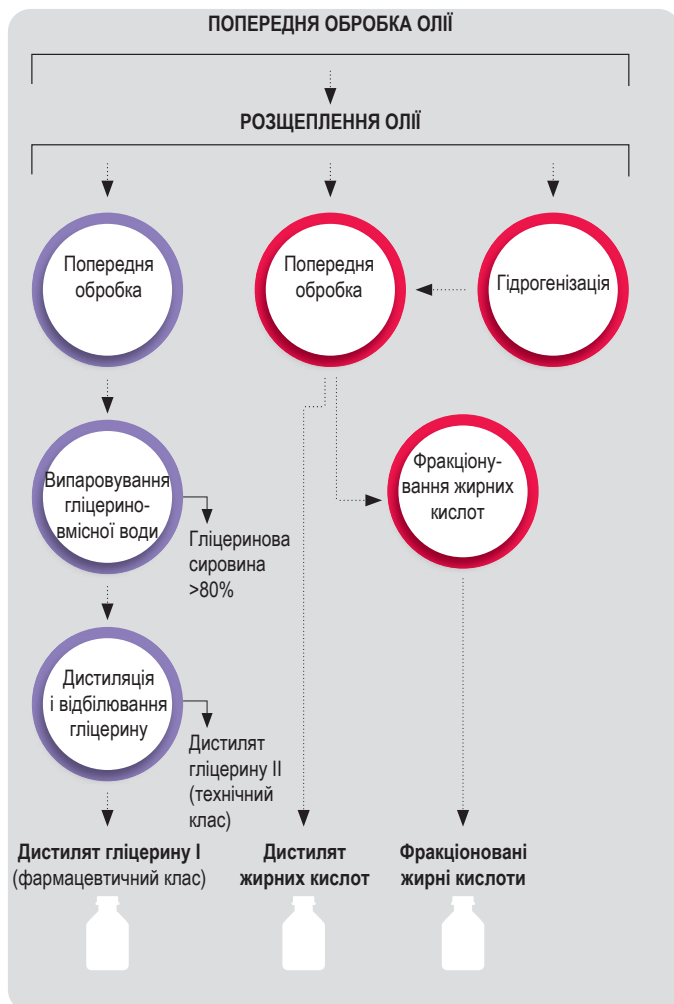 ПОПЕРЕДНЯ ОБРОБКА ОЛІЇ
РОЗЩЕПЛЕННЯ ОЛІЇ
Попередня
обробка
Попередня
обробка
Гідрогенізація
Випаровування
гліцерино-
вмісної води
Гліцеринова
сировина
>80%
Фракціону-
вання жирних
кислот
Дистиляція
і відбілювання
гліцерину
Дистилят
гліцерину II
(технічний
клас)
Дистилят гліцерину I
(фармацевтичний клас)
Дистилят
жирних кислот
Фракціоновані
жирні кислоти